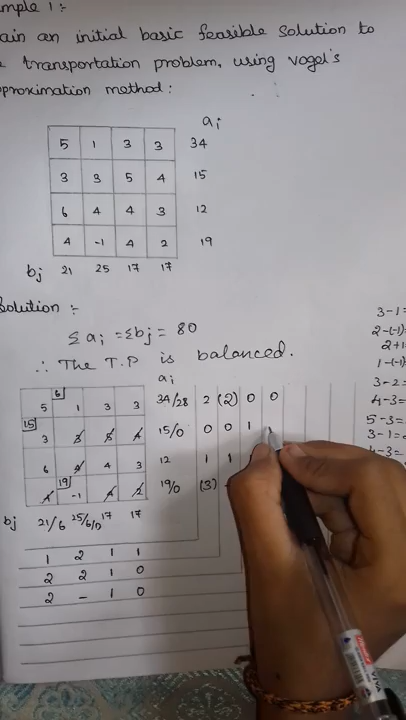 mple 1 :-
ain an initial basic feasible solution to
transportation problem, using vogel's
proximation method :
ai
5 1 3 3 34
3 3 5 4 15
6 4 4 3 12
4 -1 4 2 19
bj 21 25 17 17
Solution :-
Σ ai = Σ bj = 80
∴ The T.P is balanced.
ai
6
5 1 3 3 34/28 2 (2) 0 0
15
3 3 5 4 15/0 0 0 1
6 4 4 3 12 1 1
19
4 -1 4 2 19/0 (3) -
bj 21/6 25/6/0 17 17
1 2 1 1
2 2 1 0
2 - 1 0
3-1=
2-(-1)=
2+1
1-(-1)
3-2=
4-3=
5-3=
3-1=
4-3=